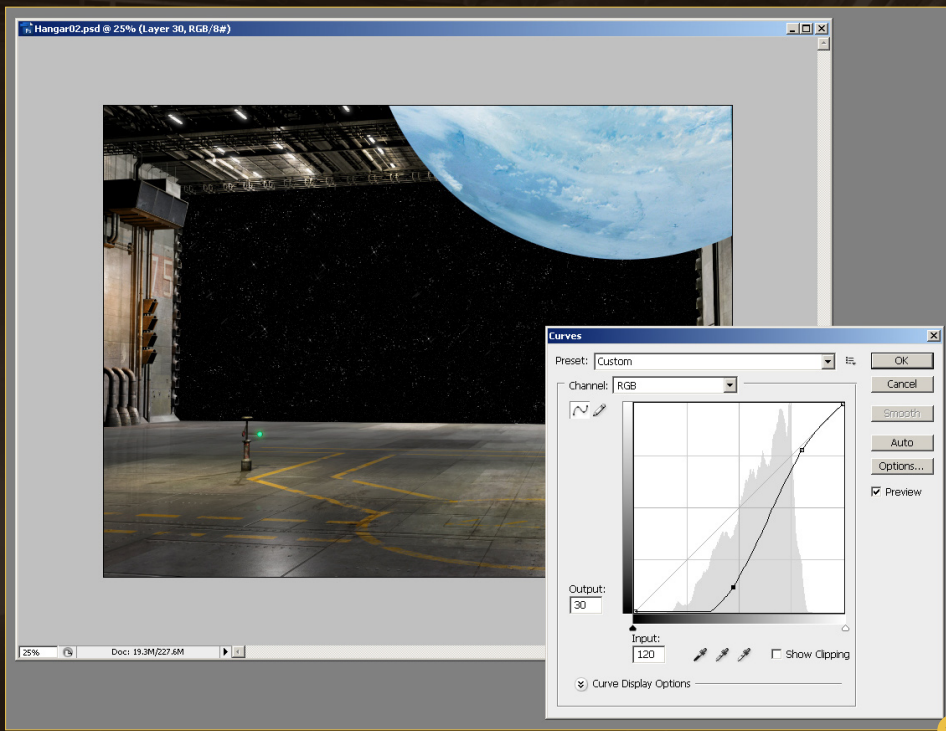 Hangar02.psd @ 25% (Layer 30, RGB/8#)
75
Curves
Preset: Custom
OK
Channel: RGB
Cancel
Smooth
Auto
Options...
Preview
Output:
30
Input:
120
Show Clipping
Curve Display Options
25%
Doc: 19.3M/227.6M